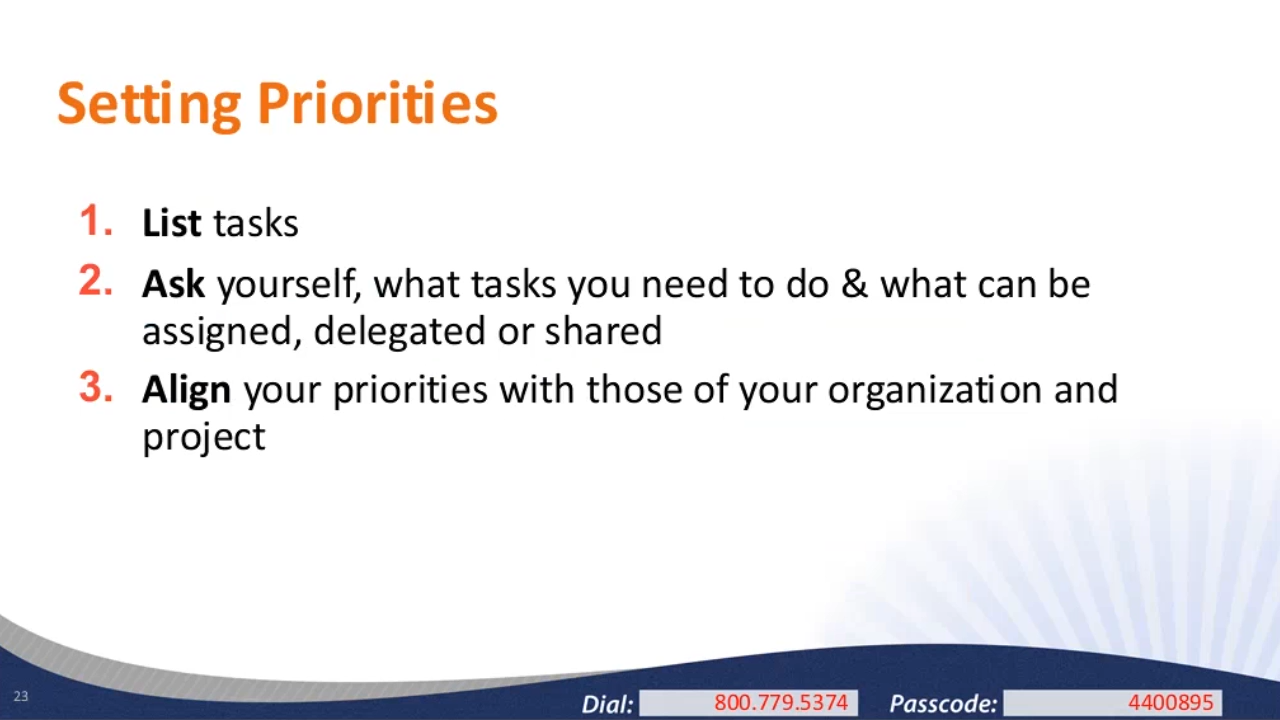 Setting Priorities
1. List tasks
2. Ask yourself, what tasks you need to do & what can be
assigned, delegated or shared
3. Align your priorities with those of your organization and
project
23
Dial: 800.779.5374 Passcode: 4400895